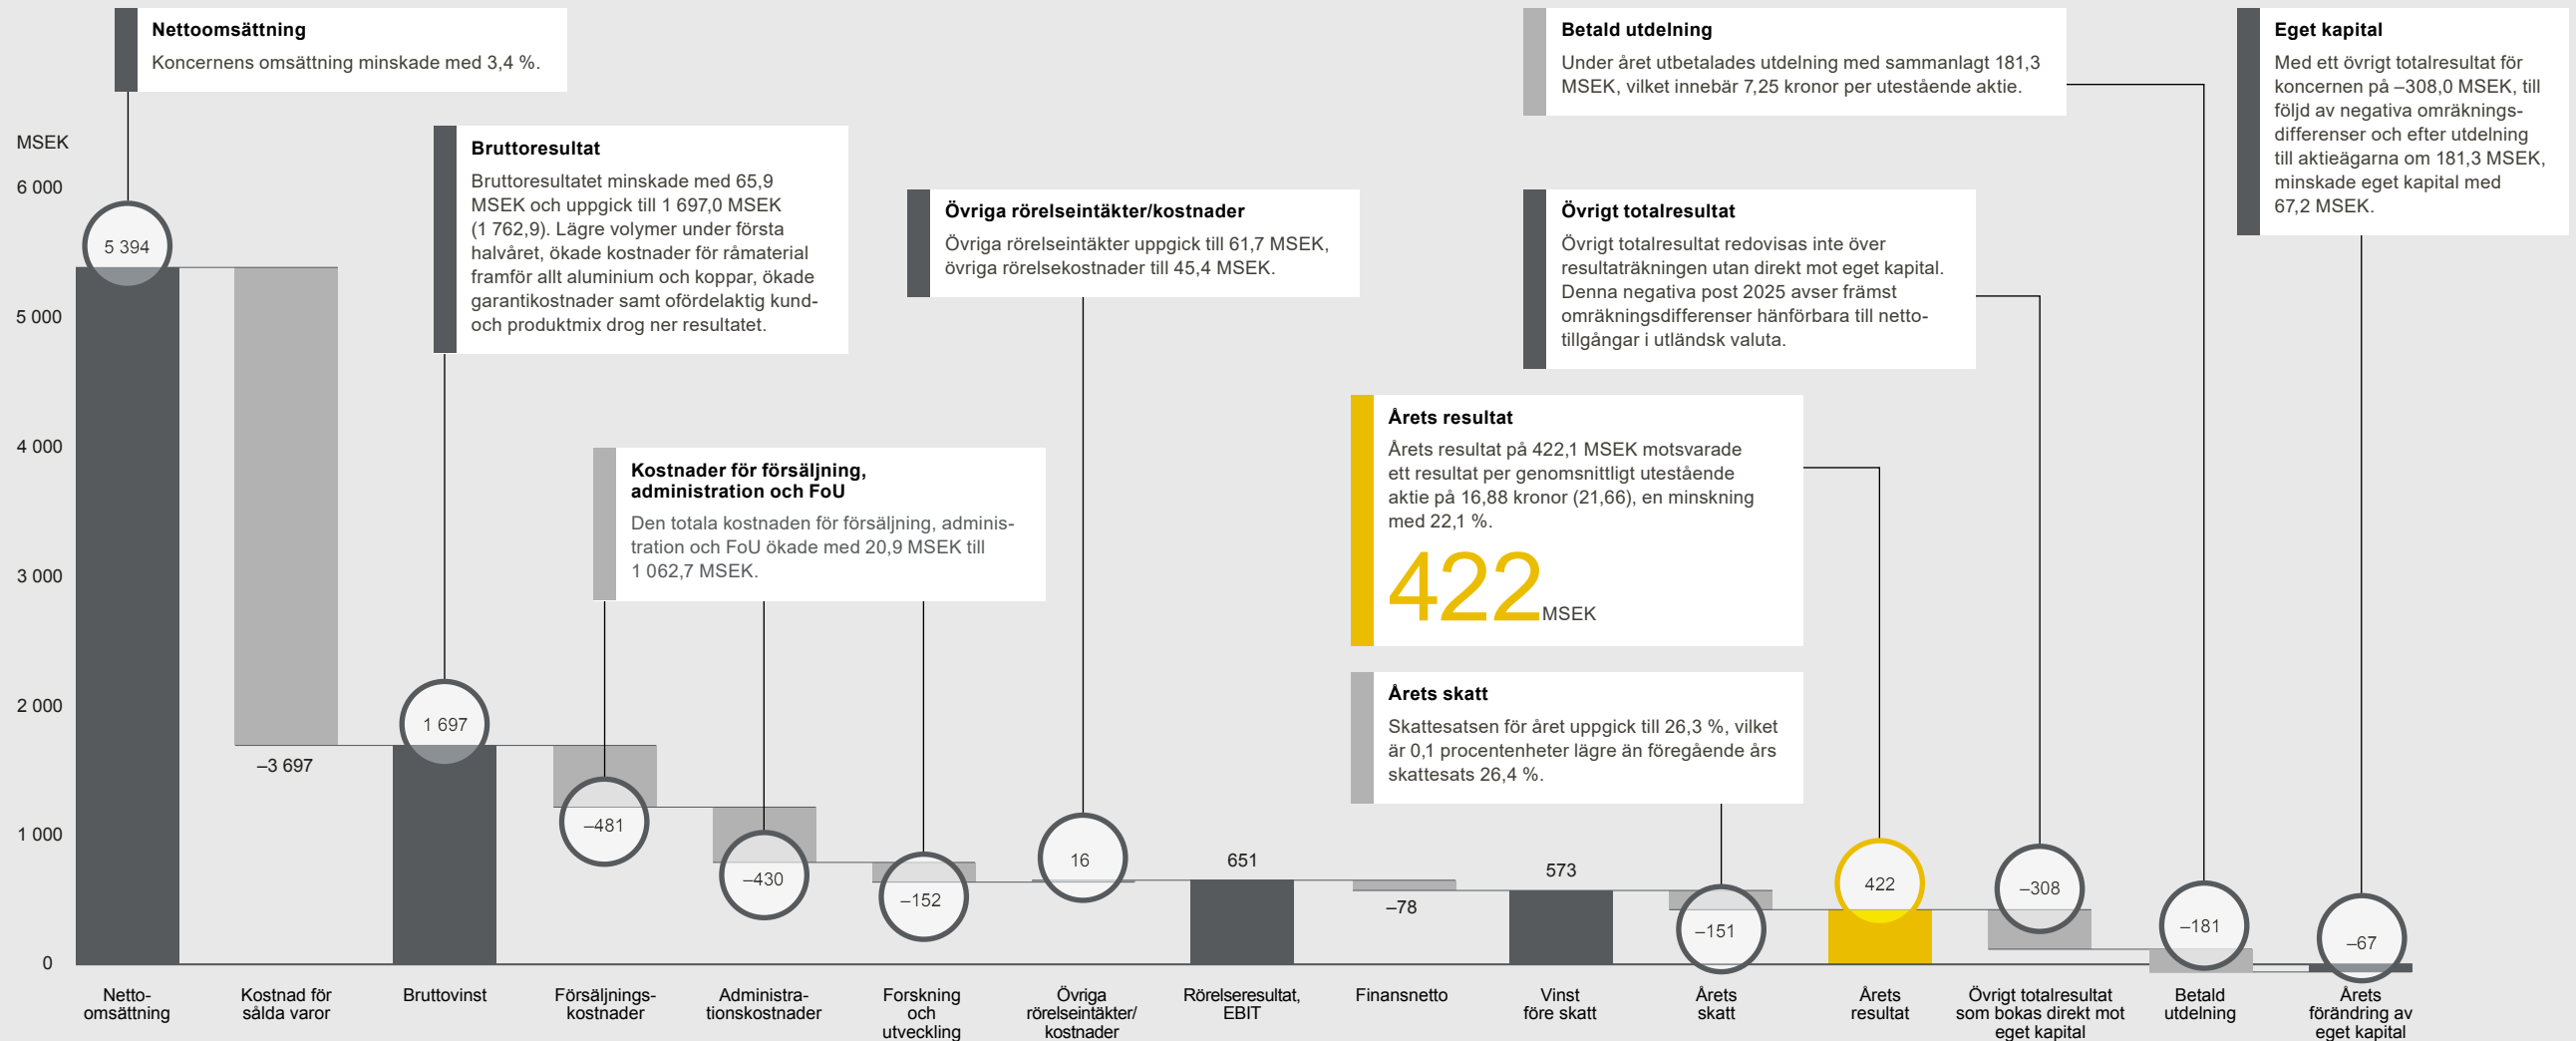 Nettoomsättning
Koncernens omsättning minskade med 3,4 %.
Betald utdelning
Under året utbetalades utdelning med sammanlagt 181,3
MSEK, vilket innebär 7,25 kronor per utestående aktie.
Eget kapital
Med ett övrigt totalresultat för
koncernen på –308,0 MSEK, till
följd av negativa omräknings-
differenser och efter utdelning
till aktieägarna om 181,3 MSEK,
minskade eget kapital med
67,2 MSEK.
Bruttoresultat
Bruttoresultatet minskade med 65,9
MSEK och uppgick till 1 697,0 MSEK
(1 762,9). Lägre volymer under första
halvåret, ökade kostnader för råmaterial
framför allt aluminium och koppar, ökade
garantikostnader samt ofördelaktig kund-
och produktmix drog ner resultatet.
Övriga rörelseintäkter/kostnader
Övriga rörelseintäkter uppgick till 61,7 MSEK,
övriga rörelsekostnader till 45,4 MSEK.
Övrigt totalresultat
Övrigt totalresultat redovisas inte över
resultaträkningen utan direkt mot eget kapital.
Denna negativa post 2025 avser främst
omräkningsdifferenser hänförbara till netto-
tillgångar i utländsk valuta.
Kostnader för försäljning,
administration och FoU
Den totala kostnaden för försäljning, adminis-
tration och FoU ökade med 20,9 MSEK till
1 062,7 MSEK.
Årets resultat
Årets resultat på 422,1 MSEK motsvarade
ett resultat per genomsnittligt utestående
aktie på 16,88 kronor (21,66), en minskning
med 22,1 %.
422 MSEK
Årets skatt
Skattesatsen för året uppgick till 26,3 %, vilket
är 0,1 procentenheter lägre än föregående års
skattesats 26,4 %.
MSEK
6 000
5 000
4 000
3 000
2 000
1 000
0
5 394
–3 697
1 697
–481
–430
–152
16
651
–78
573
–151
422
–308
–181
–67
Netto-
omsättning
Kostnad för
sålda varor
Bruttovinst
Försäljnings-
kostnader
Administra-
tionskostnader
Forskning
och
utveckling
Övriga
rörelseintäkter/
kostnader
Rörelseresultat,
EBIT
Finansnetto
Vinst
före skatt
Årets
skatt
Årets
resultat
Övrigt totalresultat
som bokas direkt mot
eget kapital
Betald
utdelning
Årets
förändring av
eget kapital